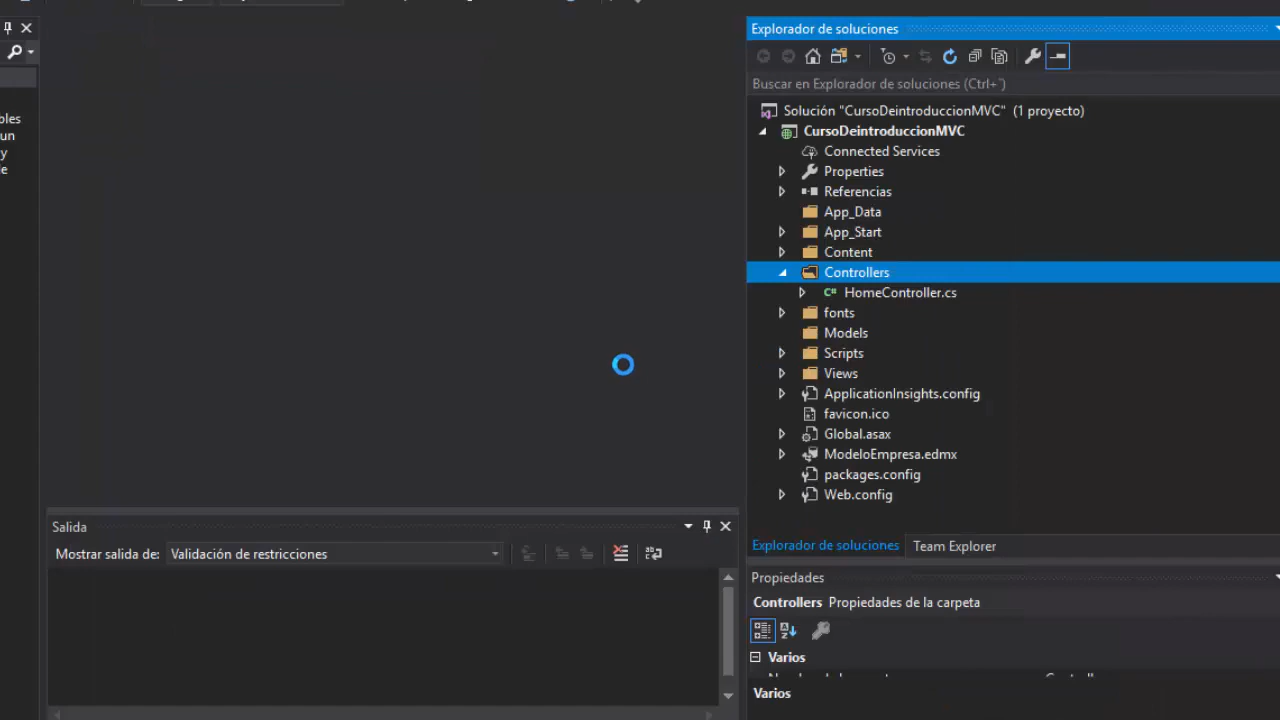 bles
un
y
e
Explorador de soluciones
Buscar en Explorador de soluciones (Ctrl+¨)
Solución "CursoDeintroduccionMVC" (1 proyecto)
CursoDeintroduccionMVC
Connected Services
Properties
Referencias
App_Data
App_Start
Content
Controllers
C# HomeController.cs
fonts
Models
Scripts
Views
ApplicationInsights.config
favicon.ico
Global.asax
ModeloEmpresa.edmx
packages.config
Web.config
Salida
Mostrar salida de: Validación de restricciones
Explorador de soluciones Team Explorer
Propiedades
Controllers Propiedades de la carpeta
Varios
Varios